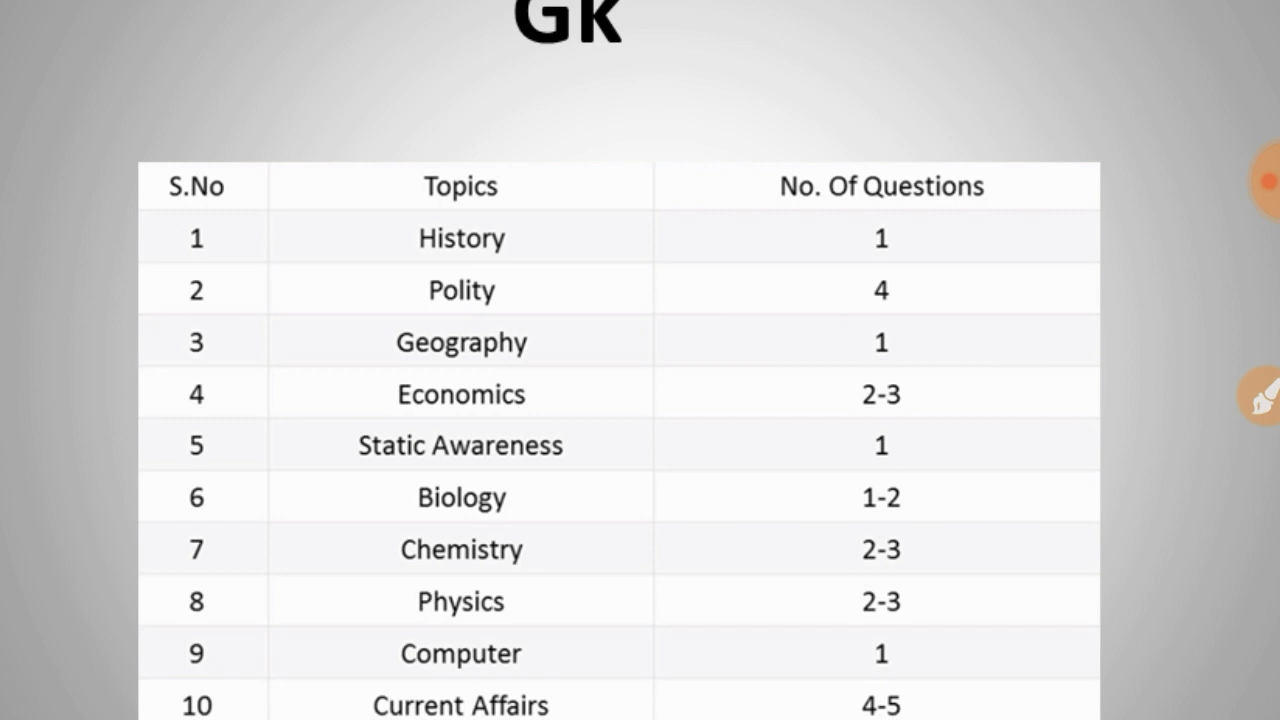 Gk
S.No Topics No. Of Questions
1 History 1
2 Polity 4
3 Geography 1
4 Economics 2-3
5 Static Awareness 1
6 Biology 1-2
7 Chemistry 2-3
8 Physics 2-3
9 Computer 1
10 Current Affairs 4-5